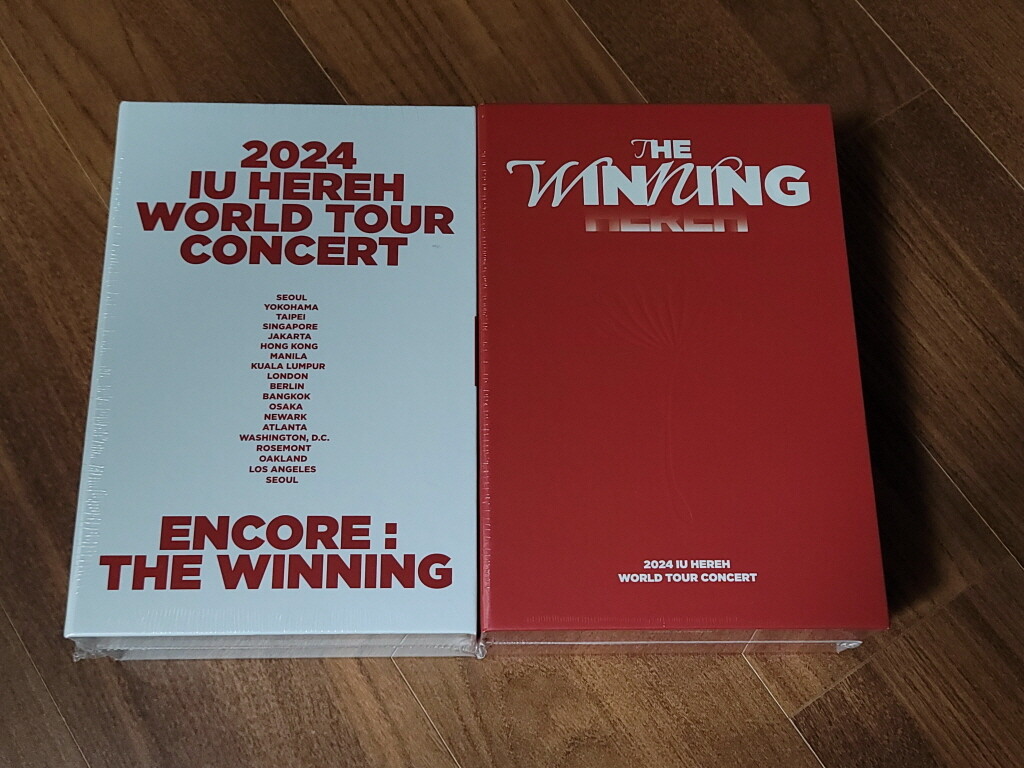 2024
IU HEREH
WORLD TOUR
CONCERT
SEOUL
YOKOHAMA
TAIPEI
SINGAPORE
JAKARTA
HONG KONG
MANILA
KUALA LUMPUR
LONDON
BERLIN
BANGKOK
OSAKA
NEWARK
ATLANTA
WASHINGTON, D.C.
ROSEMONT
OAKLAND
LOS ANGELES
SEOUL
ENCORE :
THE WINNING
THE
WINNING
HEREH
2024 IU HEREH
WORLD TOUR CONCERT